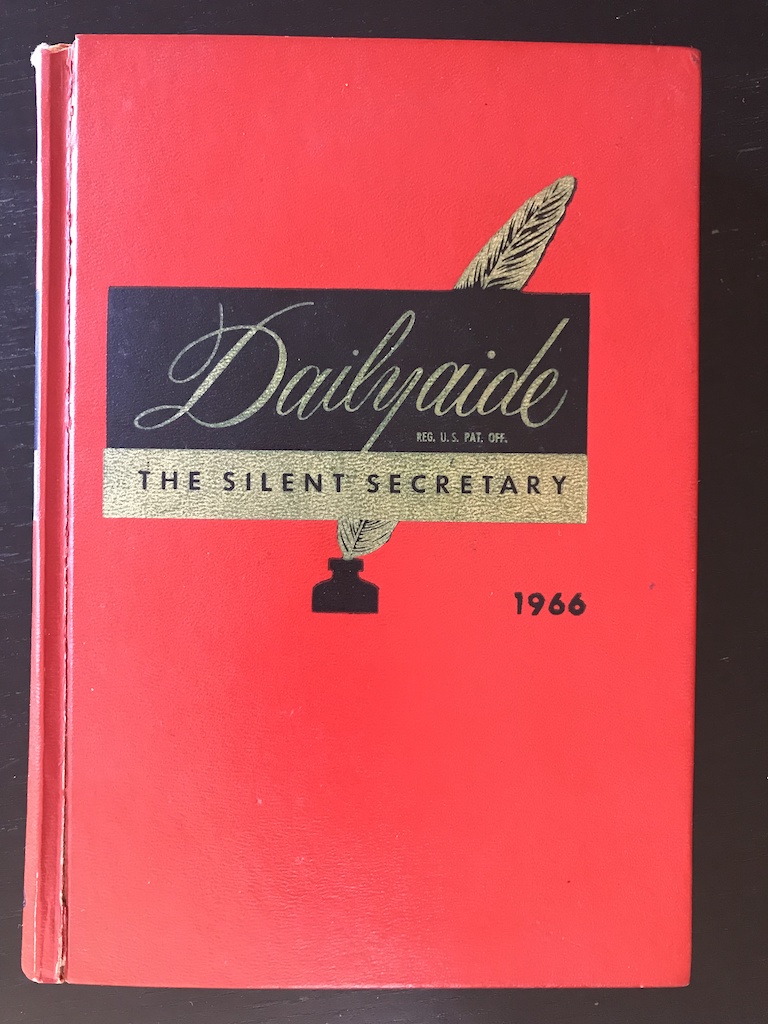 Dailyaide
REG. U.S. PAT. OFF.
THE SILENT SECRETARY
1966